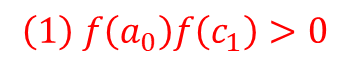 (1) f(a₀)f(c₁) > 0